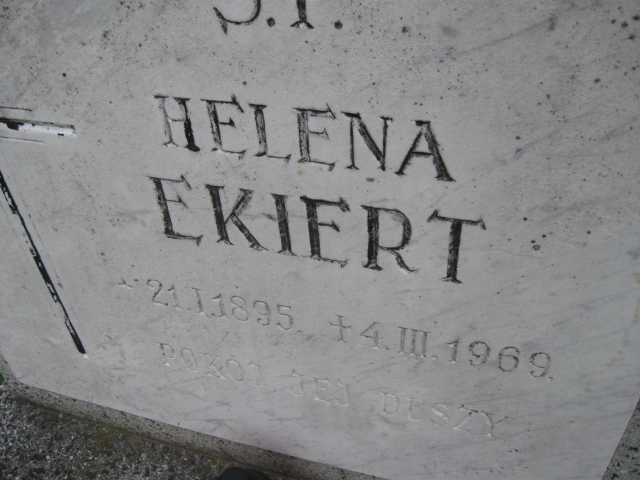 Ś.P.
HELENA
EKIERT
* 21.I.1895. † 4.III.1969.
POKÓJ JEJ DUSZY